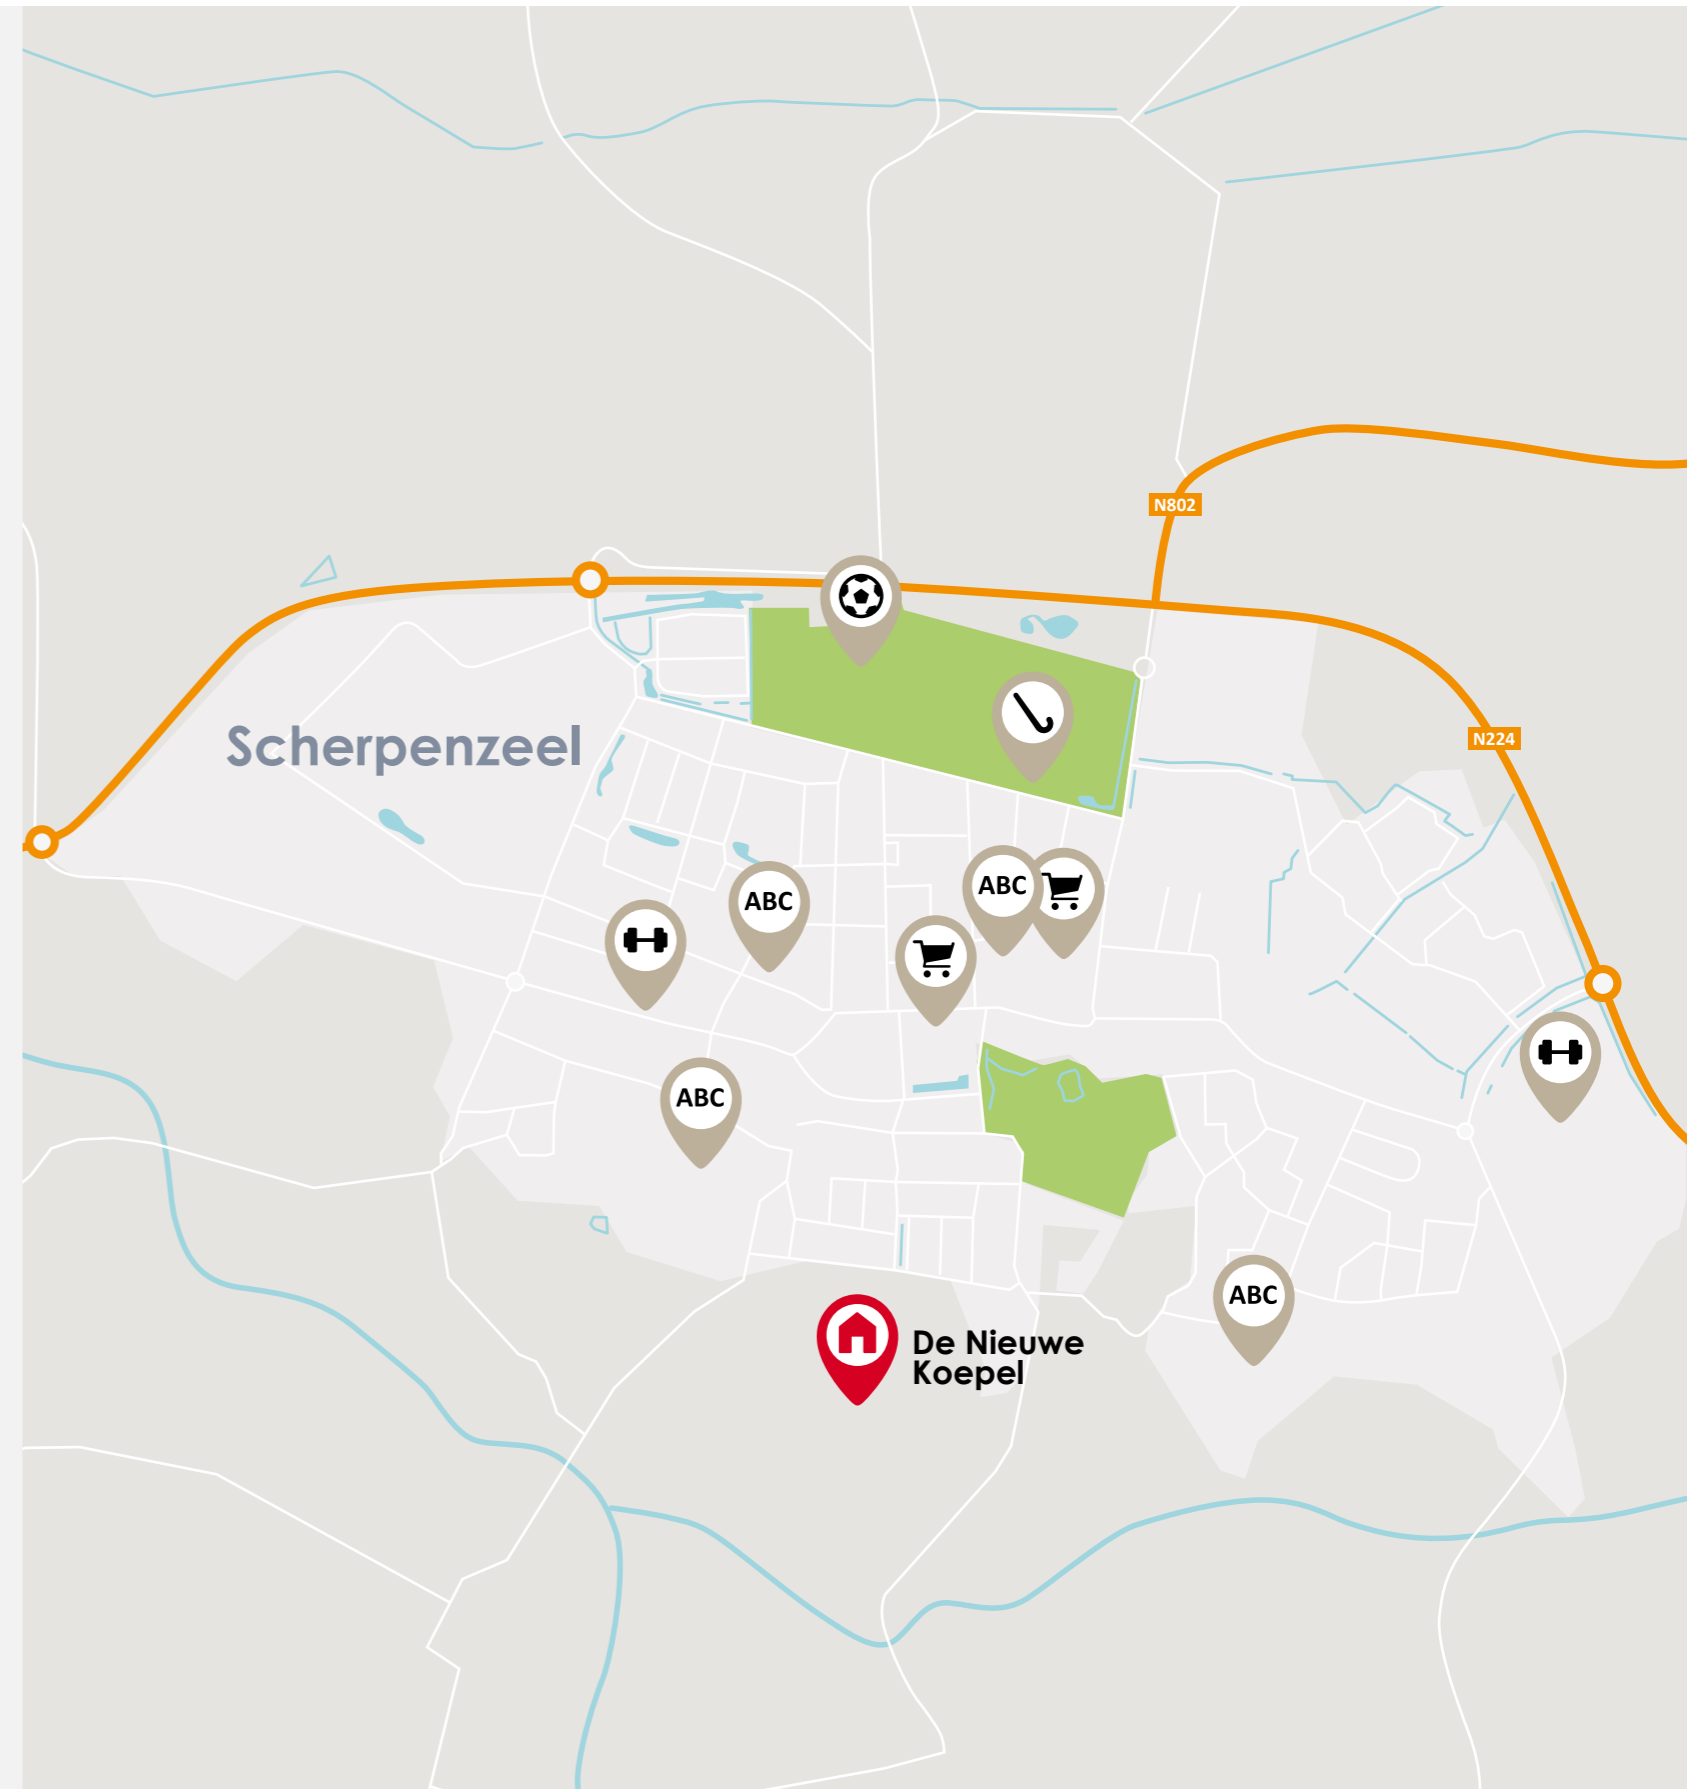 N802
N224
Scherpenzeel
ABC
ABC
ABC
ABC
De Nieuwe
Koepel